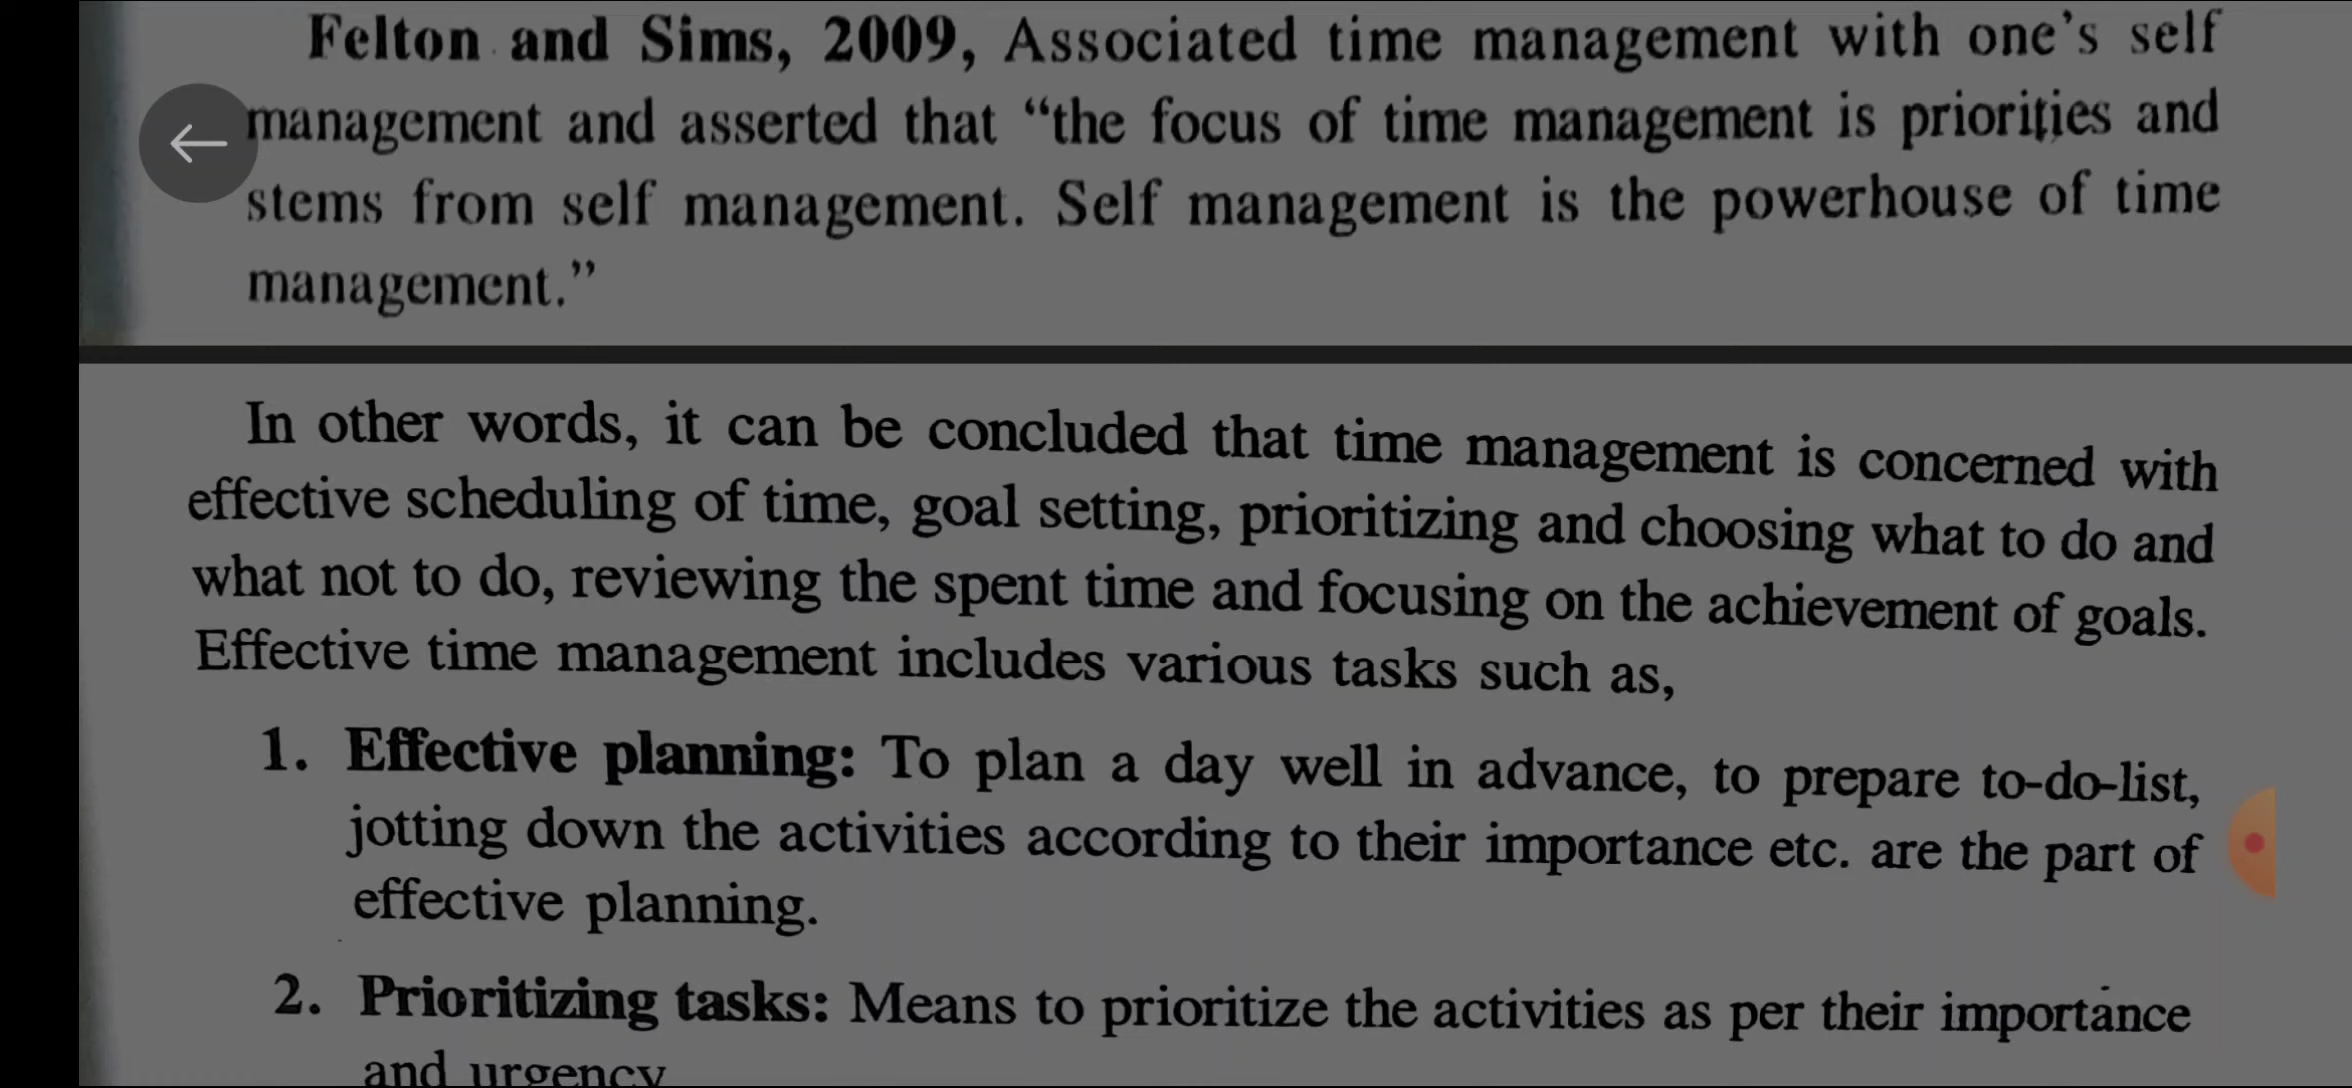 Felton and Sims, 2009, Associated time management with one's self
management and asserted that “the focus of time management is priorities and
stems from self management. Self management is the powerhouse of time
management.”
In other words, it can be concluded that time management is concerned with
effective scheduling of time, goal setting, prioritizing and choosing what to do and
what not to do, reviewing the spent time and focusing on the achievement of goals.
Effective time management includes various tasks such as,
1. Effective planning: To plan a day well in advance, to prepare to-do-list,
jotting down the activities according to their importance etc. are the part of
effective planning.
2. Prioritizing tasks: Means to prioritize the activities as per their importance
and urgency